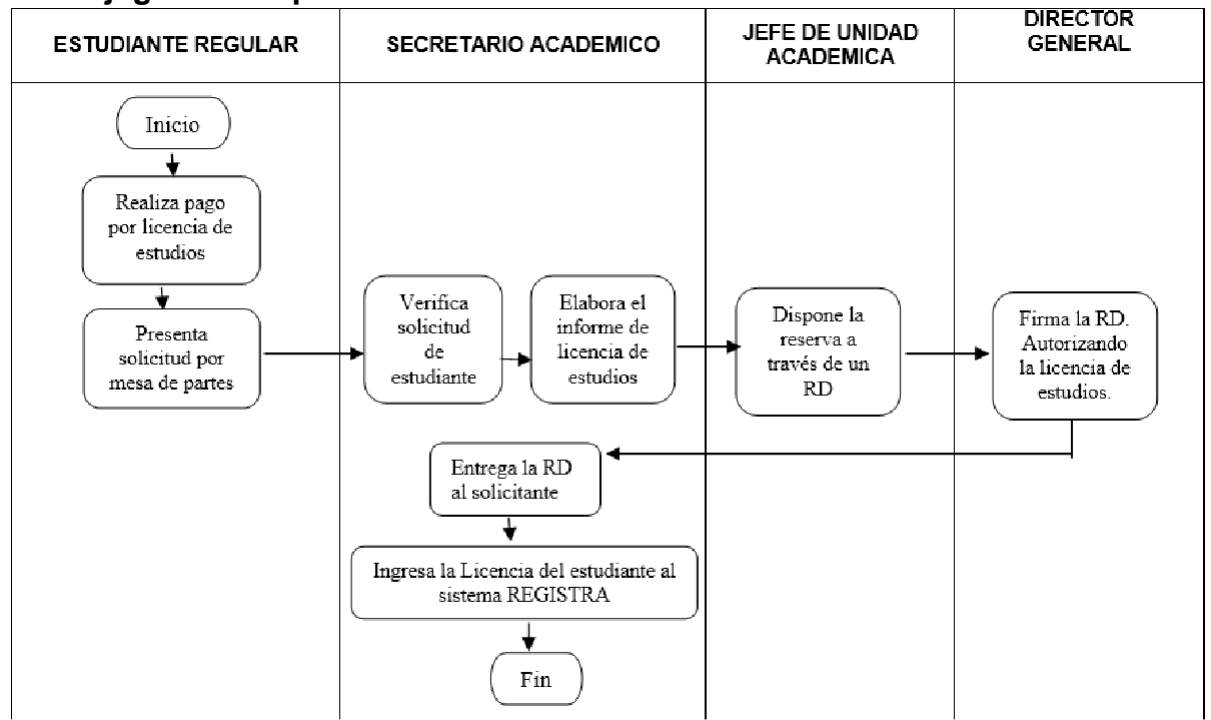 ESTUDIANTE REGULAR
SECRETARIO ACADEMICO
JEFE DE UNIDAD
ACADEMICA
DIRECTOR
GENERAL
Inicio
Realiza pago
por licencia de
estudios
Presenta
solicitud por
mesa de partes
Verifica
solicitud
de
estudiante
Elabora el
informe de
licencia de
estudios
Dispone la
reserva a
través de un
RD
Firma la RD.
Autorizando
la licencia de
estudios.
Entrega la RD
al solicitante
Ingresa la Licencia del estudiante al
sistema REGISTRA
Fin